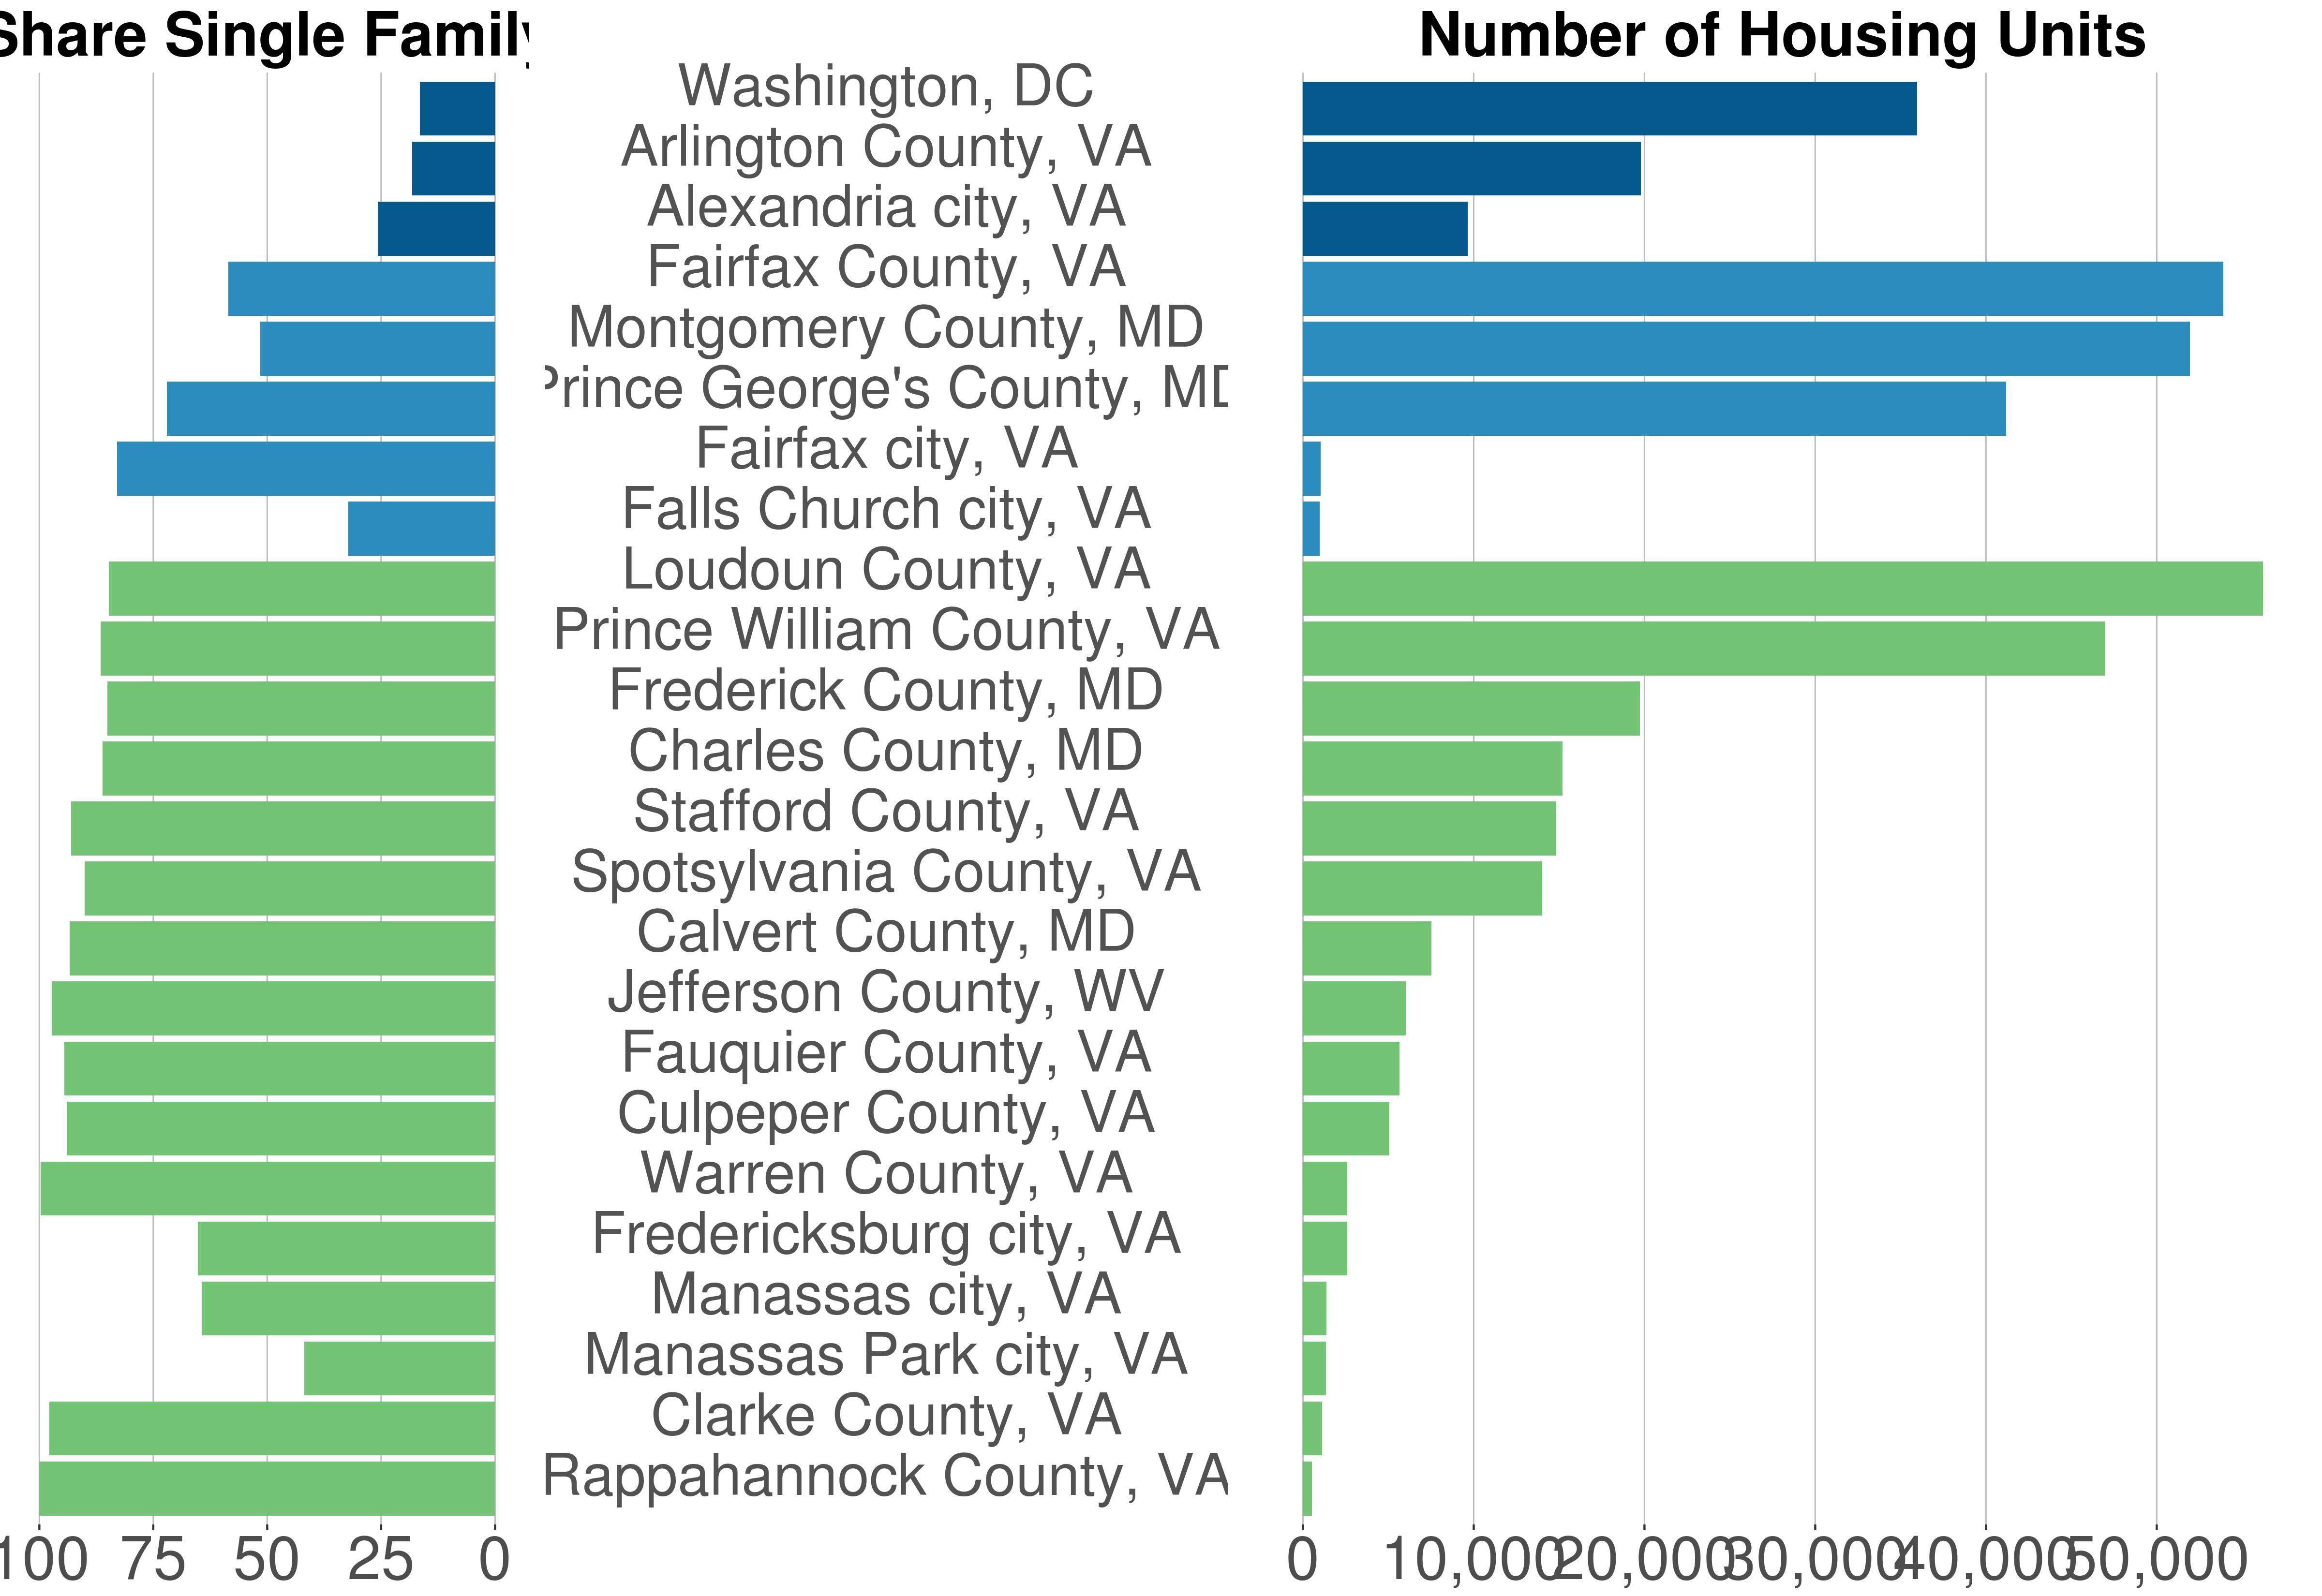 Share Single Family
Number of Housing Units
Washington, DC
Arlington County, VA
Alexandria city, VA
Fairfax County, VA
Montgomery County, MD
Prince George's County, MD
Fairfax city, VA
Falls Church city, VA
Loudoun County, VA
Prince William County, VA
Frederick County, MD
Charles County, MD
Stafford County, VA
Spotsylvania County, VA
Calvert County, MD
Jefferson County, WV
Fauquier County, VA
Culpeper County, VA
Warren County, VA
Fredericksburg city, VA
Manassas city, VA
Manassas Park city, VA
Clarke County, VA
Rappahannock County, VA
100 75 50 25 0
0 10,000 20,000 30,000 40,000 50,000